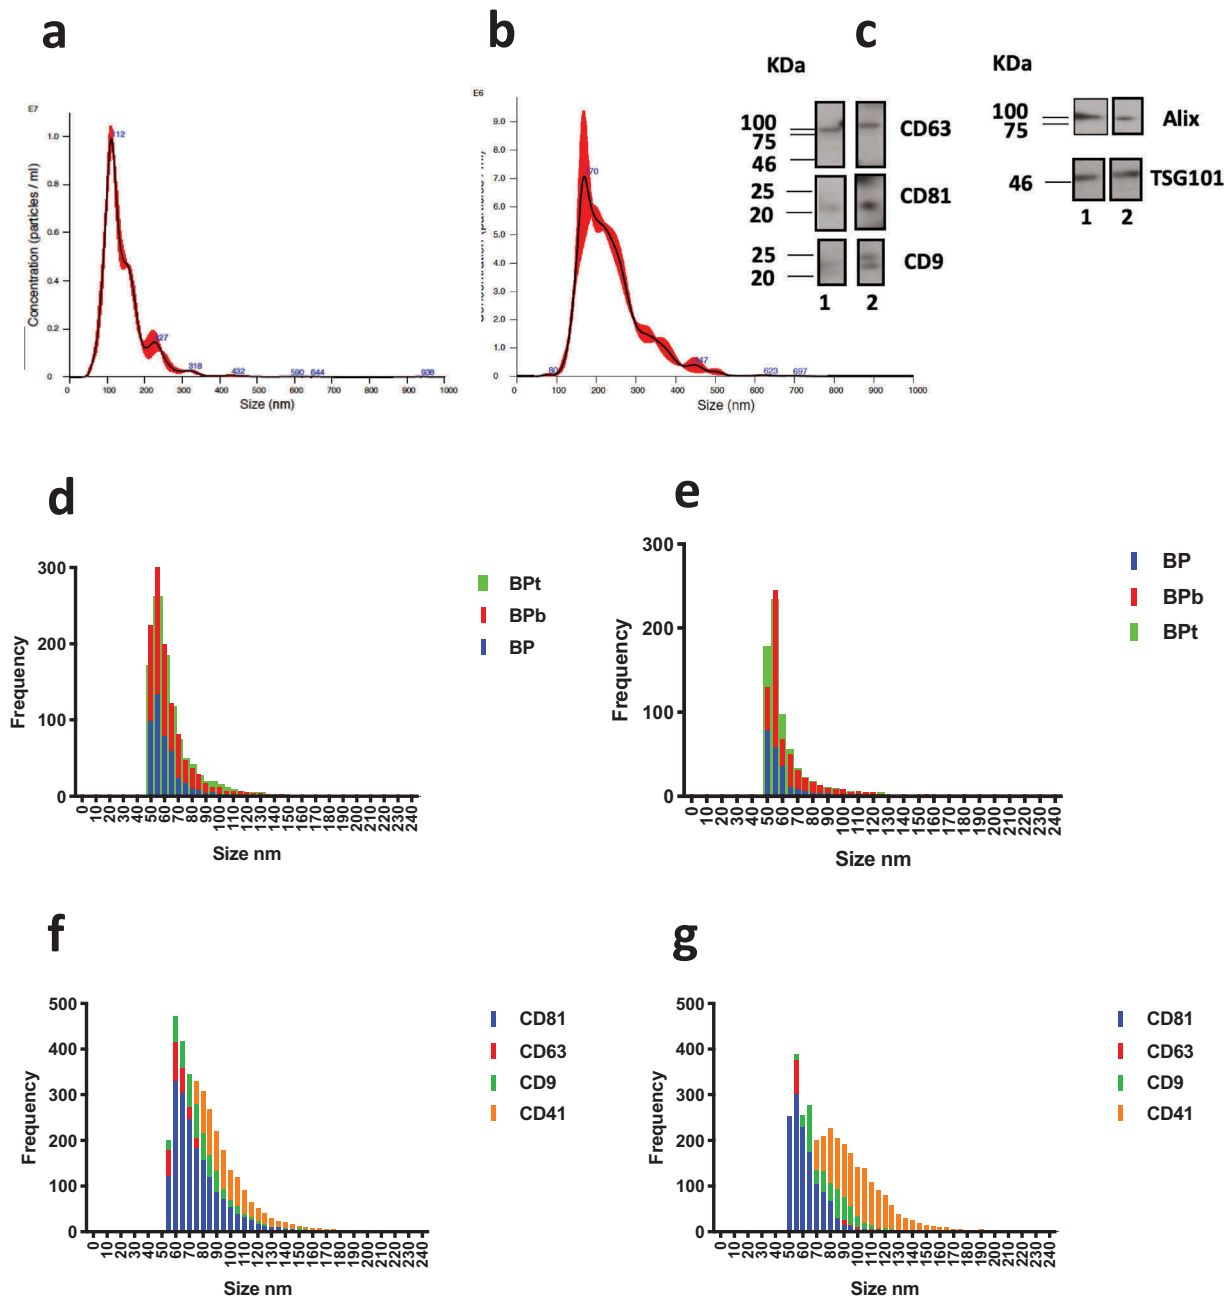 a
b
c
E7
Concentration (particles / ml)
1.0
0.8
0.6
0.4
0.2
0
112
227
318
432
590 644
938
0 100 200 300 400 500 600 700 800 900 1000
Size (nm)
E6
9.0
8.0
7.0
6.0
5.0
4.0
3.0
2.0
1.0
0
80
447
623 697
0 100 200 300 400 500 600 700 800 900 1000
Size (nm)
KDa
100
75
46
CD63
25
20
CD81
25
20
CD9
1 2
KDa
100
75
Alix
46
TSG101
1 2
d
Frequency
300
200
100
0
0 10 20 30 40 50 60 70 80 90 100 110 120 130 140 150 160 170 180 190 200 210 220 230 240
Size nm
BPt
BPb
BP
e
Frequency
300
200
100
0
0 10 20 30 40 50 60 70 80 90 100 110 120 130 140 150 160 170 180 190 200 210 220 230 240
Size nm
BP
BPb
BPt
f
Frequency
500
400
300
200
100
0
0 10 20 30 40 50 60 70 80 90 100 110 120 130 140 150 160 170 180 190 200 210 220 230 240
Size nm
CD81
CD63
CD9
CD41
g
Frequency
500
400
300
200
100
0
0 10 20 30 40 50 60 70 80 90 100 110 120 130 140 150 160 170 180 190 200 210 220 230 240
Size nm
CD81
CD63
CD9
CD41